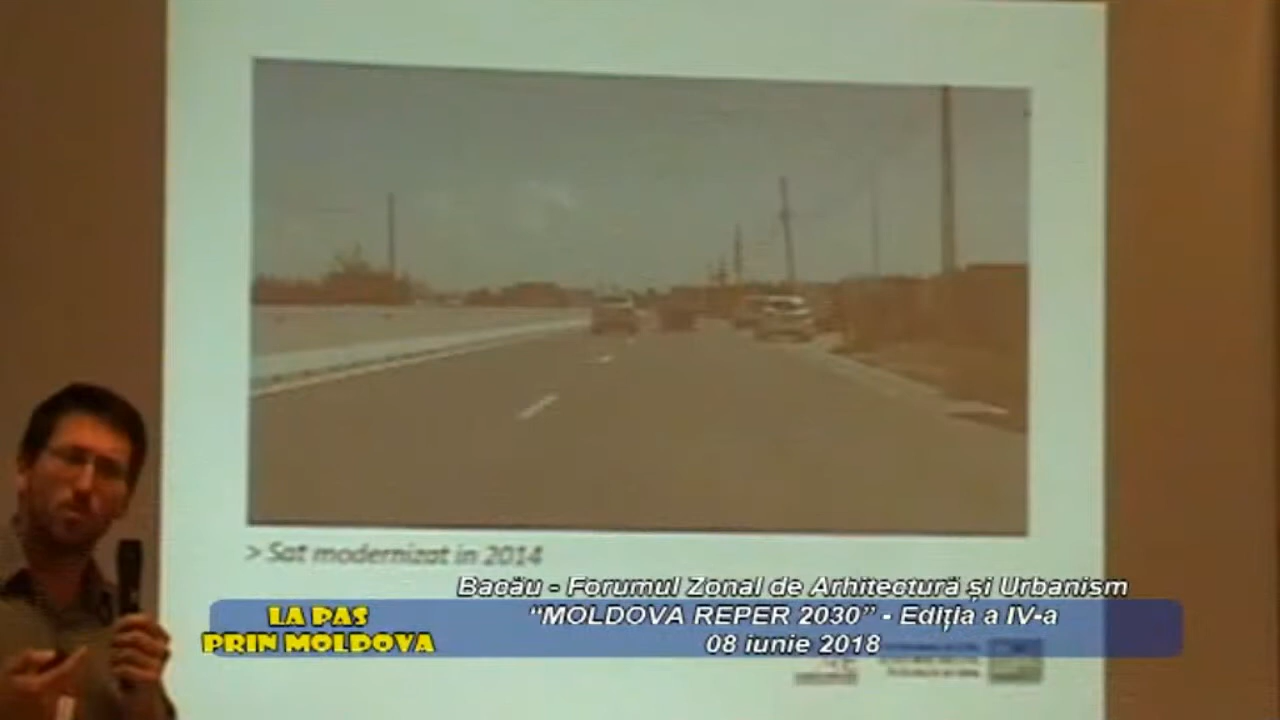 > Sat modernizat in 2014
Bacău - Forumul Zonal de Arhitectură și Urbanism
LA PAS
PRIN MOLDOVA
“MOLDOVA REPER 2030” - Ediția a IV-a
08 iunie 2018